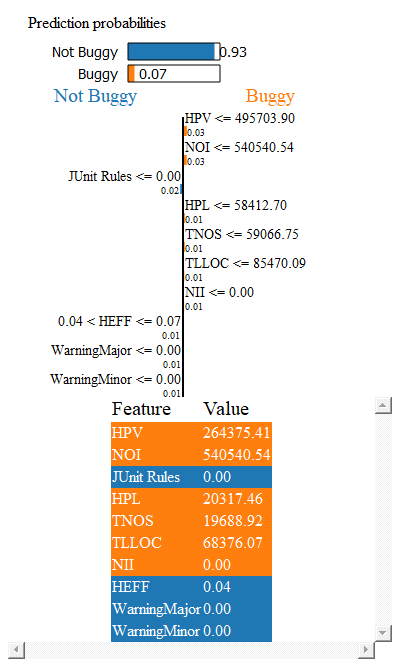 Prediction probabilities
Not Buggy 0.93
Buggy 0.07
Not Buggy Buggy
HPV <= 495703.90
0.03
NOI <= 540540.54
0.03
JUnit Rules <= 0.00
0.02
HPL <= 58412.70
0.01
TNOS <= 59066.75
0.01
TLLOC <= 85470.09
0.01
NII <= 0.00
0.01
0.04 < HEFF <= 0.07
0.01
WarningMajor <= 0.00
0.01
WarningMinor <= 0.00
0.01
Feature Value
HPV 264375.41
NOI 540540.54
JUnit Rules 0.00
HPL 20317.46
TNOS 19688.92
TLLOC 68376.07
NII 0.00
HEFF 0.04
WarningMajor 0.00
WarningMinor 0.00